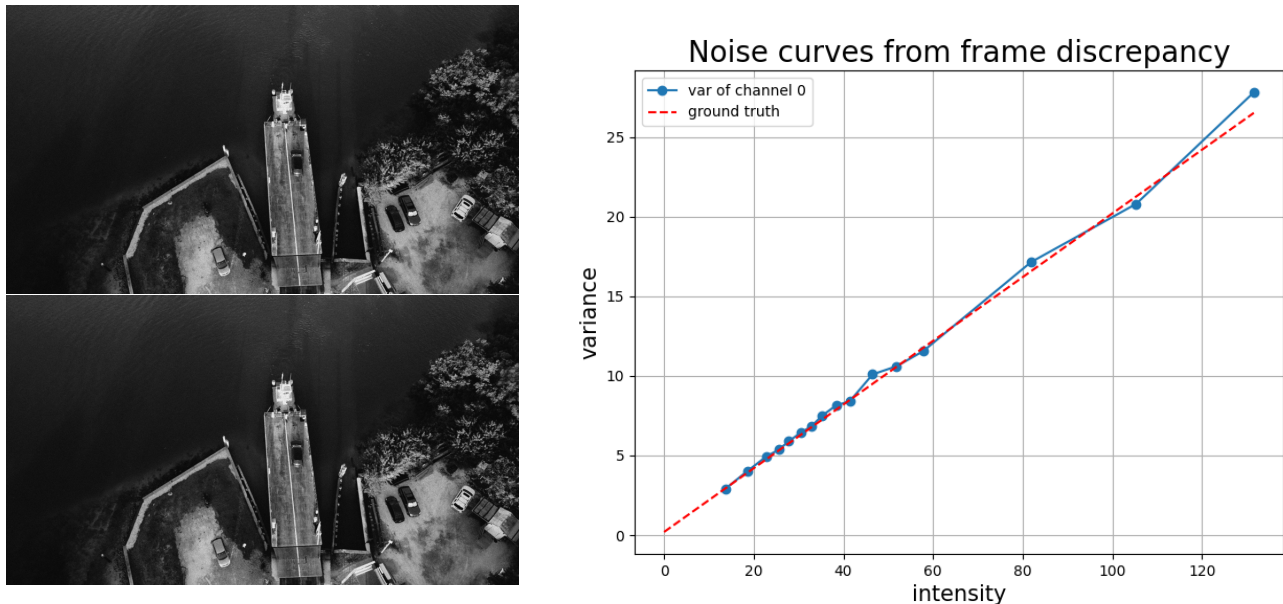 Noise curves from frame discrepancy
var of channel 0
ground truth
variance
25
20
15
10
5
0
0 20 40 60 80 100 120
intensity